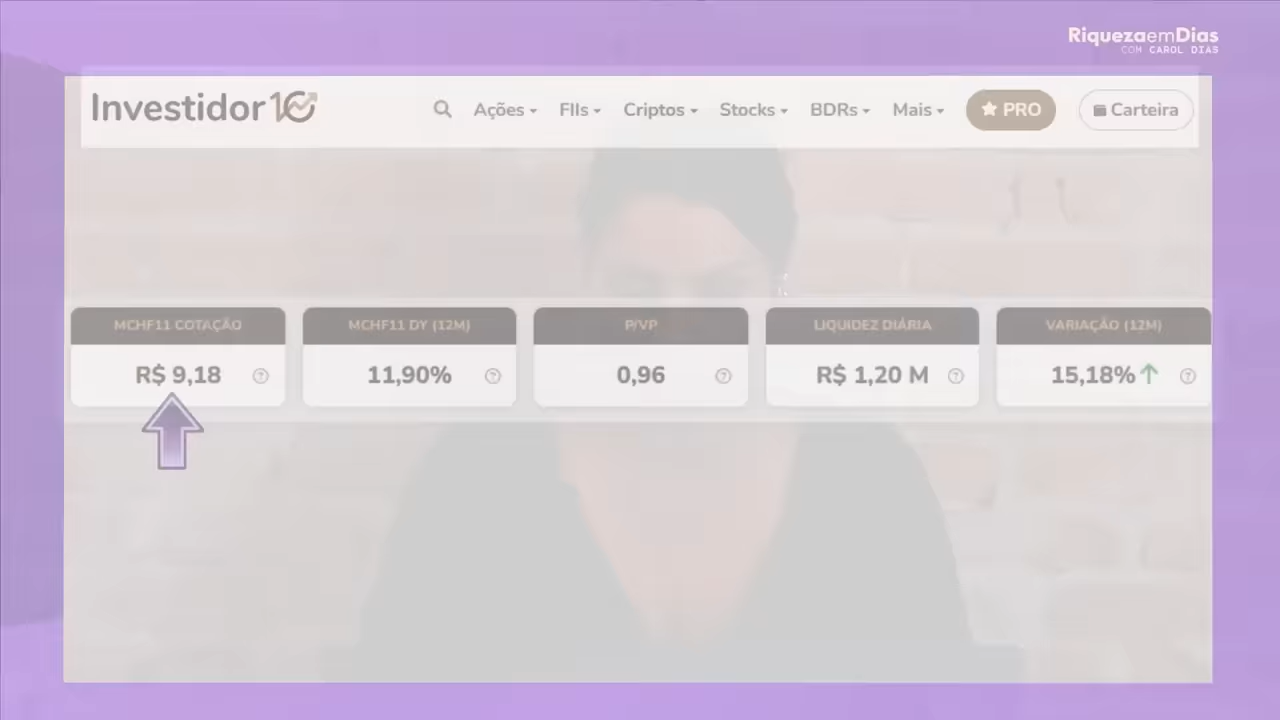 RiquezaemDias
COM CAROL DIAS
Investidor10
Ações
FIIs
Criptos
Stocks
BDRs
Mais
PRO
Carteira
MCHF11 COTAÇÃO
R$ 9,18
MCHF11 DY (12M)
11,90%
P/VP
0,96
LIQUIDEZ DIÁRIA
R$ 1,20 M
VARIAÇÃO (12M)
15,18%